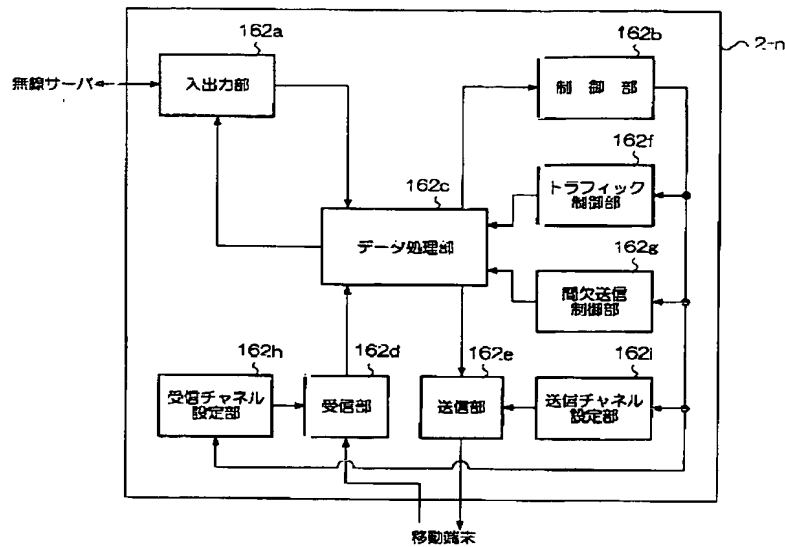 162a
162b
2-n
無線サーバ
入出力部
制御部
162f
162c
トラフィック
制御部
データ処理部
162g
間欠送信
制御部
162h
162d
162e
162i
受信チャネル
設定部
受信部
送信部
送信チャネル
設定部
移動端末